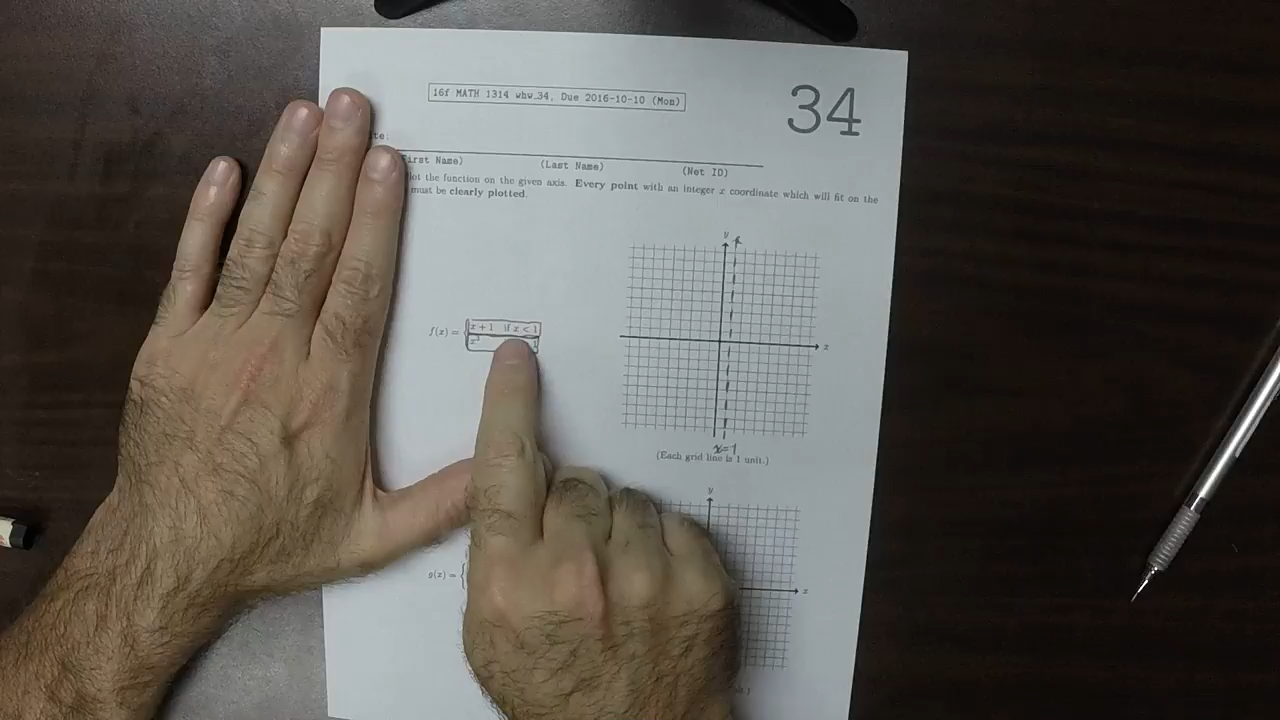 16f MATH 1314 whw_34, Due 2016-10-10 (Mon)
34
(First Name) (Last Name) (Net ID)
the function on the given axis. Every point with an integer x coordinate which will fit on the
must be clearly plotted.
y
f(x) = { x + 1 if x < 1
x
x=1
(Each grid line is 1 unit.)
y
g(x) = {
x